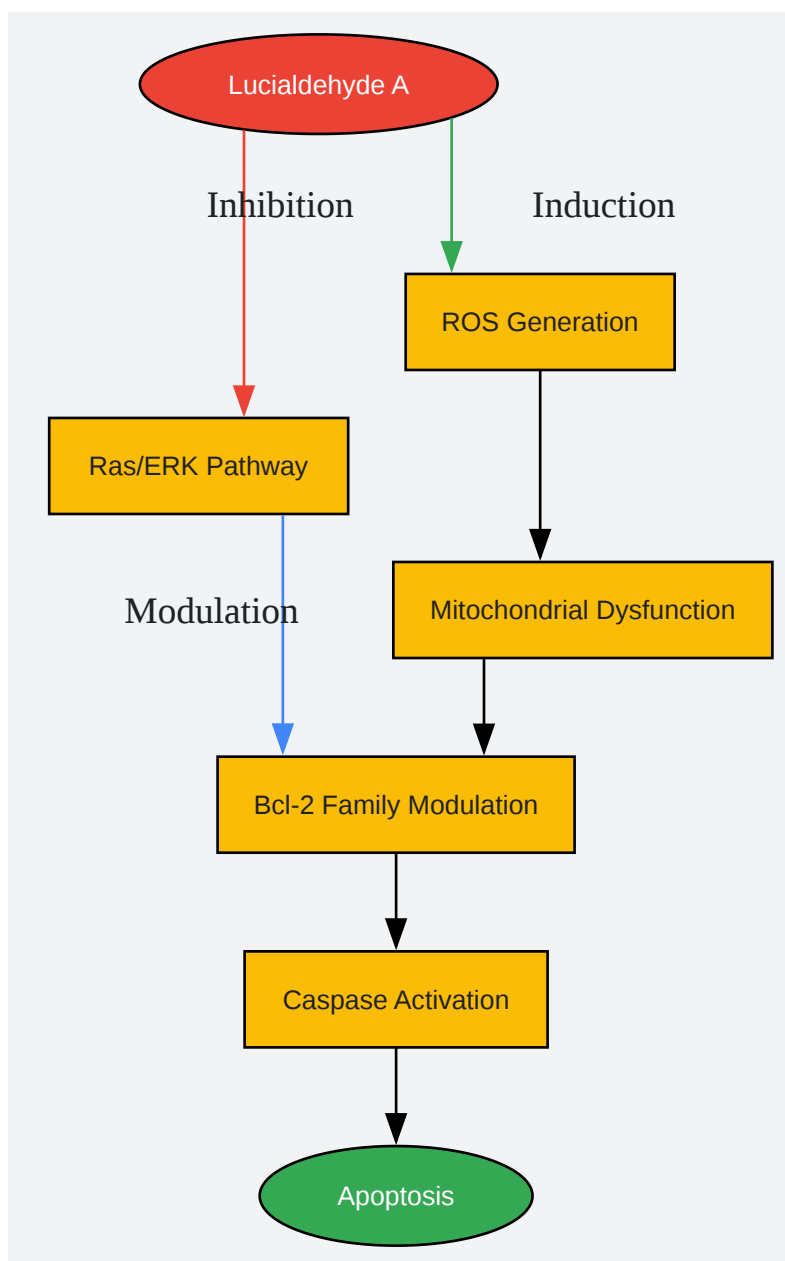 Lucialdehyde A
Inhibition
Induction
ROS Generation
Ras/ERK Pathway
Modulation
Mitochondrial Dysfunction
Bcl-2 Family Modulation
Caspase Activation
Apoptosis